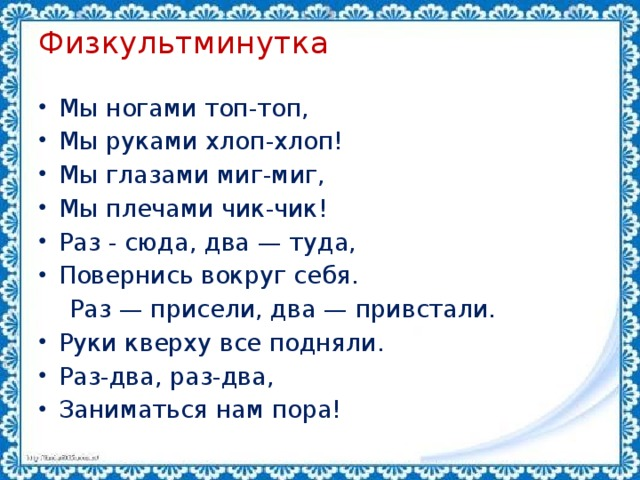 Физкультминутка
• Мы ногами топ-топ,
• Мы руками хлоп-хлоп!
• Мы глазами миг-миг,
• Мы плечами чик-чик!
• Раз - сюда, два — туда,
• Повернись вокруг себя.
Раз — присели, два — привстали.
• Руки кверху все подняли.
• Раз-два, раз-два,
• Заниматься нам пора!